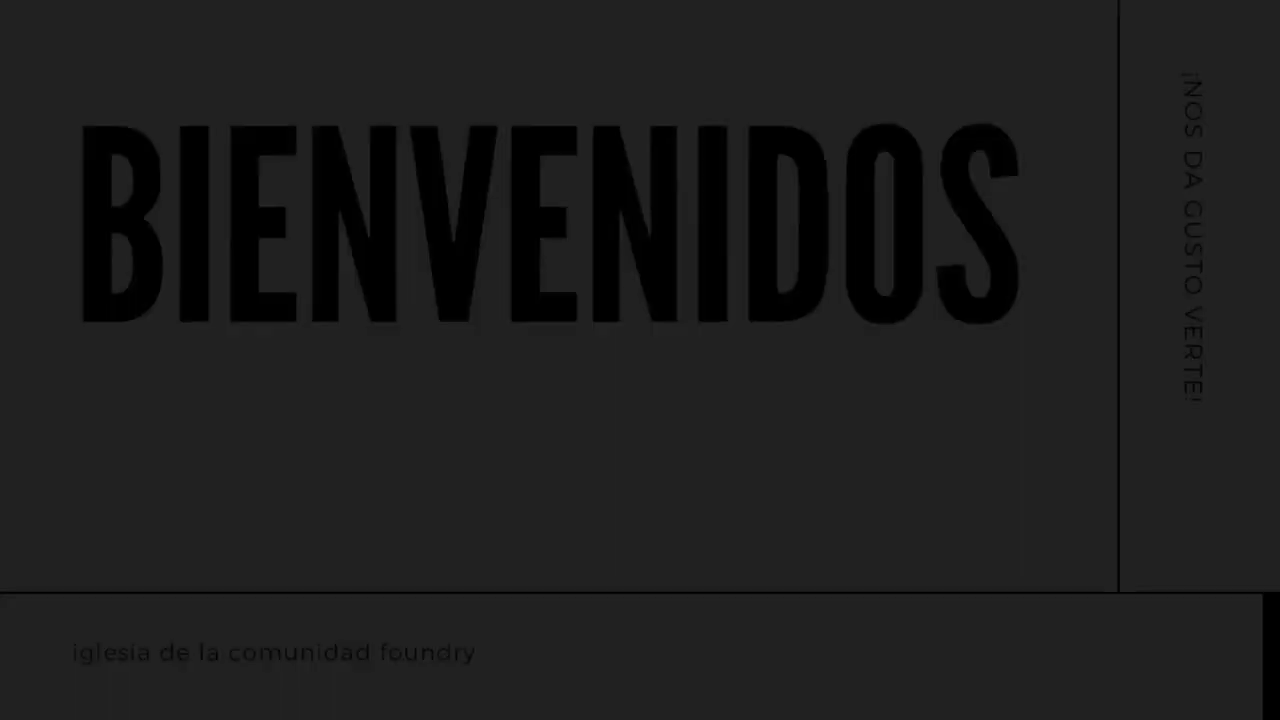 BIENVENIDOS
¡NOS DA GUSTO VERTE!
iglesia de la comunidad foundry